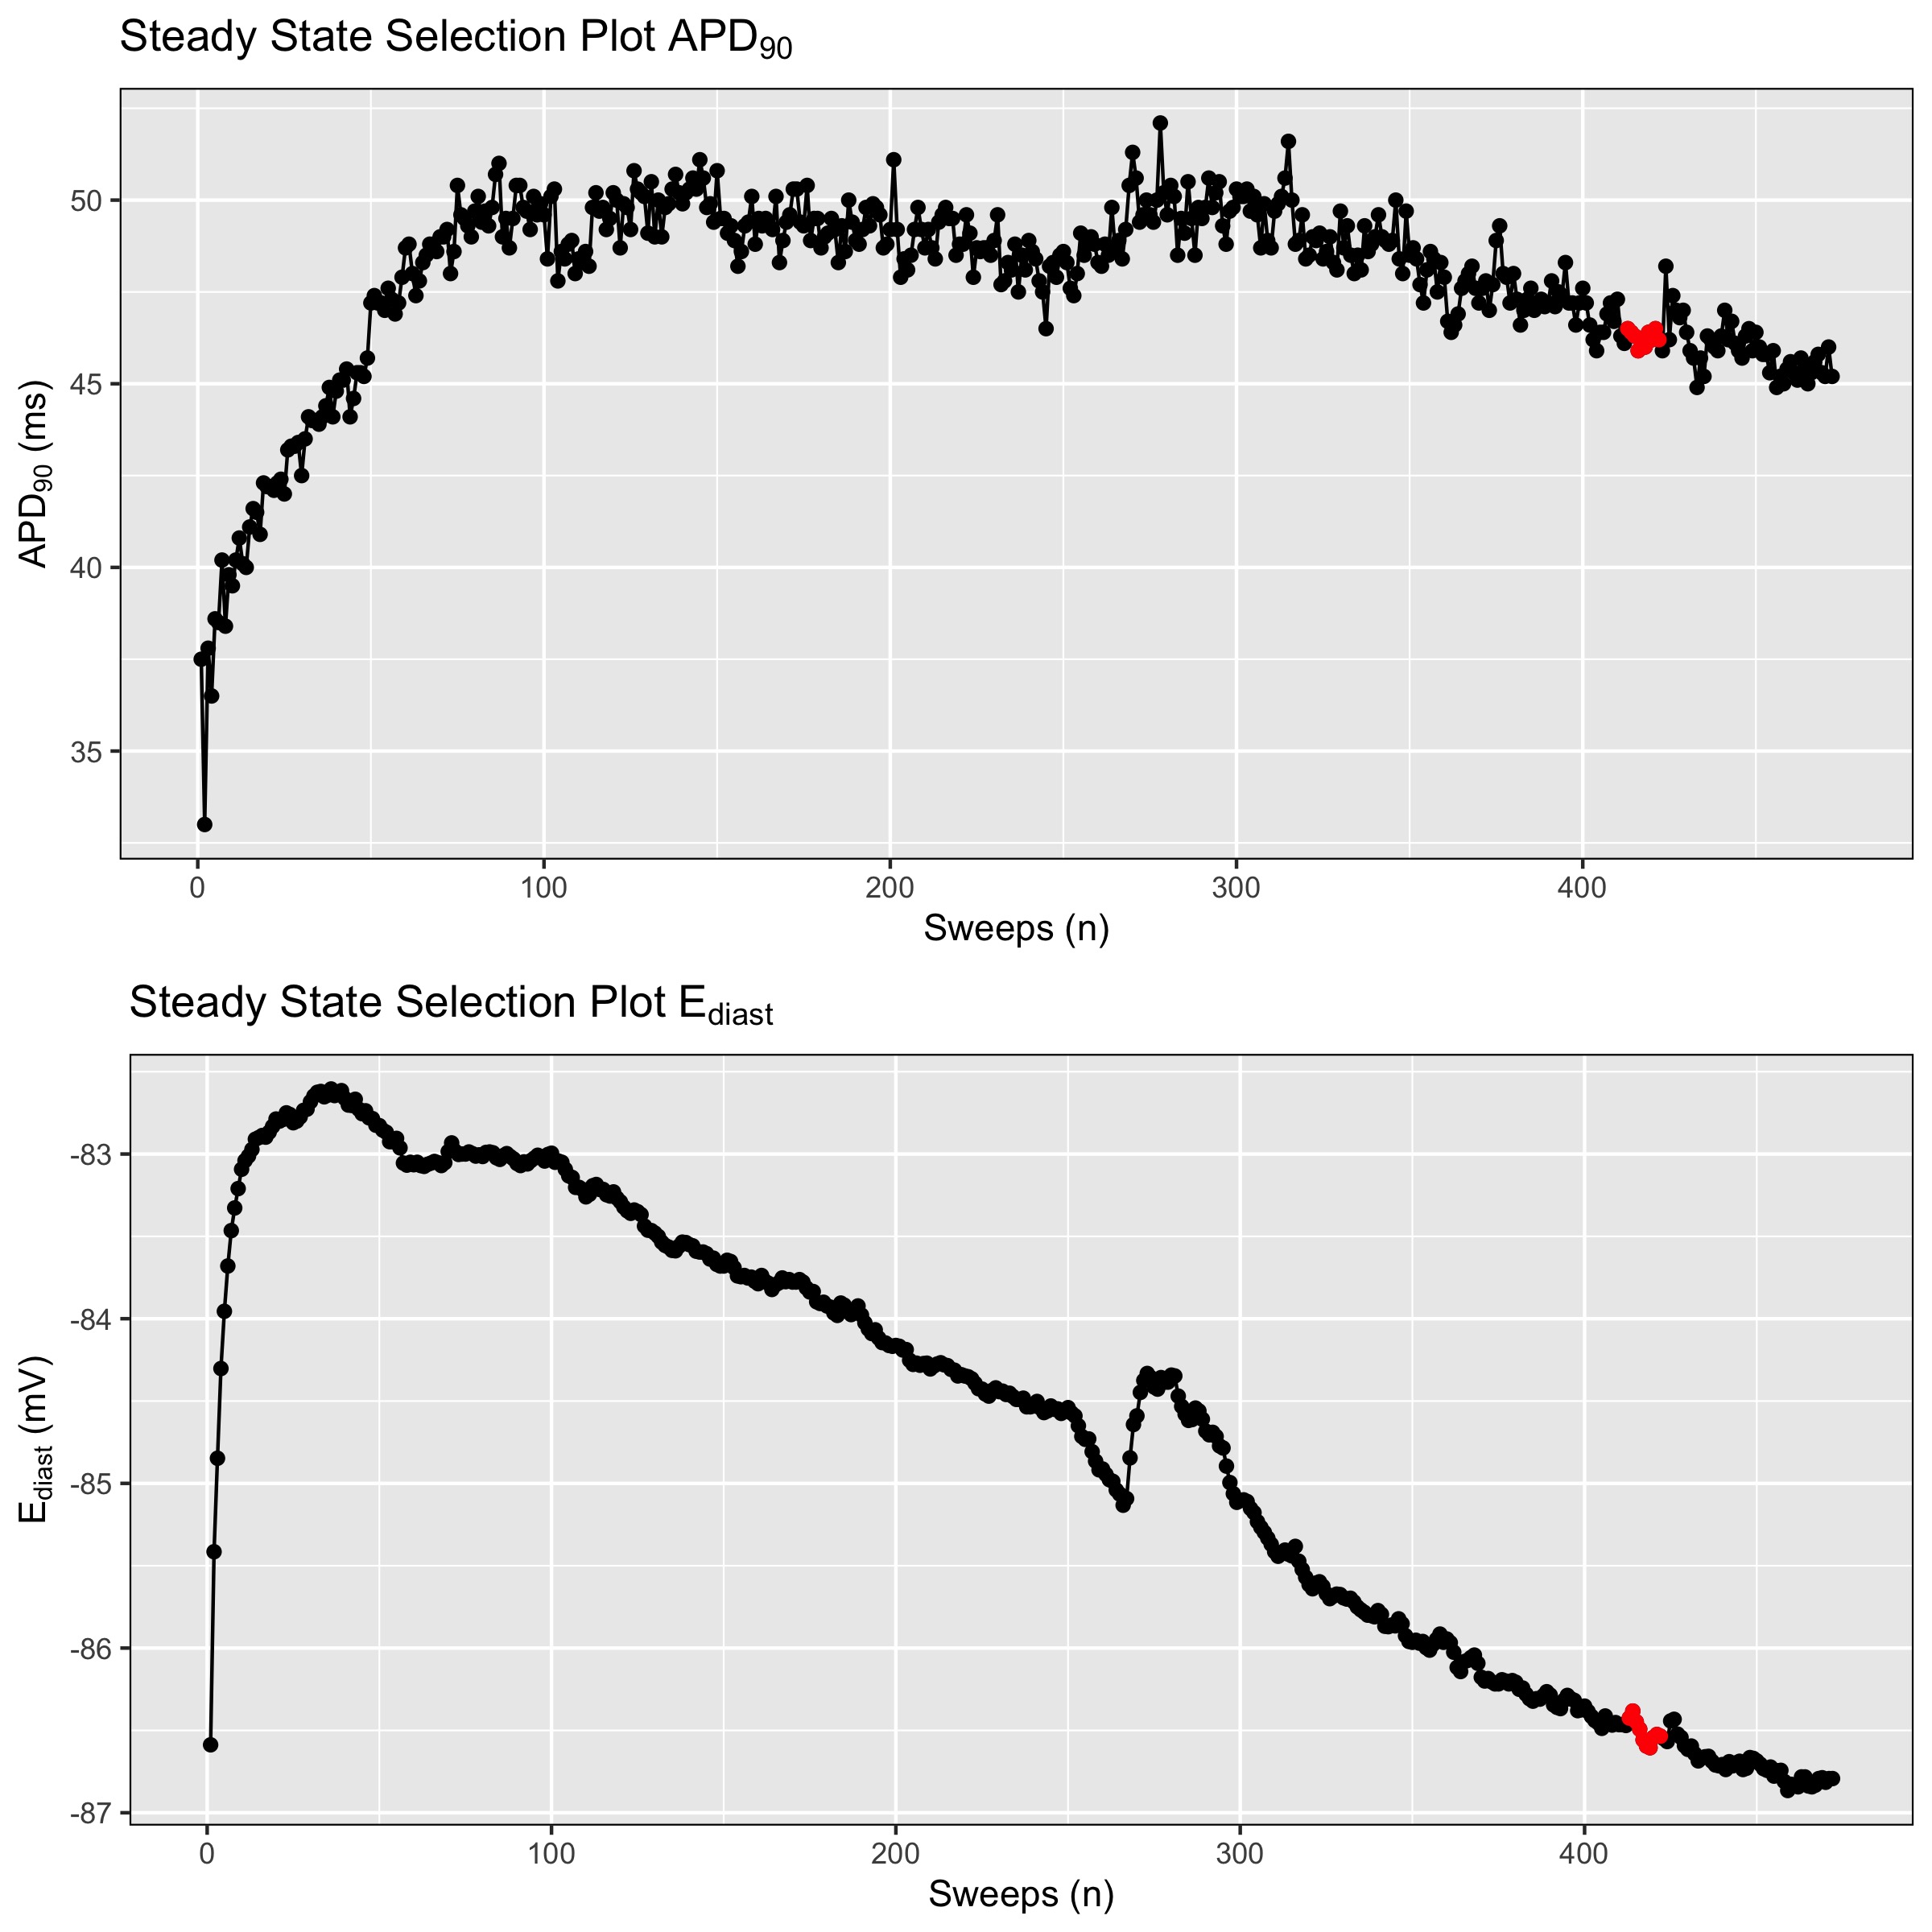 Steady State Selection Plot APD90
50
45
40
35
APD90 (ms)
0 100 200 300 400
Sweeps (n)
Steady State Selection Plot Ediast
-83
-84
-85
-86
-87
Ediast (mV)
0 100 200 300 400
Sweeps (n)